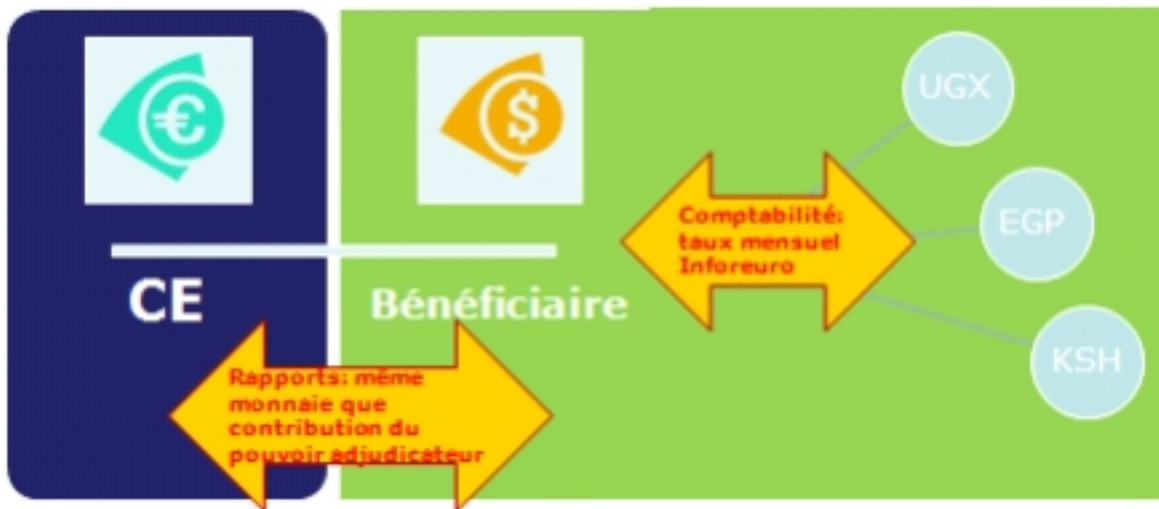 €
$
UGX
EGP
KSH
Comptabilité:
taux mensuel
Inforeuro
CE
Bénéficiaire
Rapports: même
monnaie que
contribution du
pouvoir adjudicateur